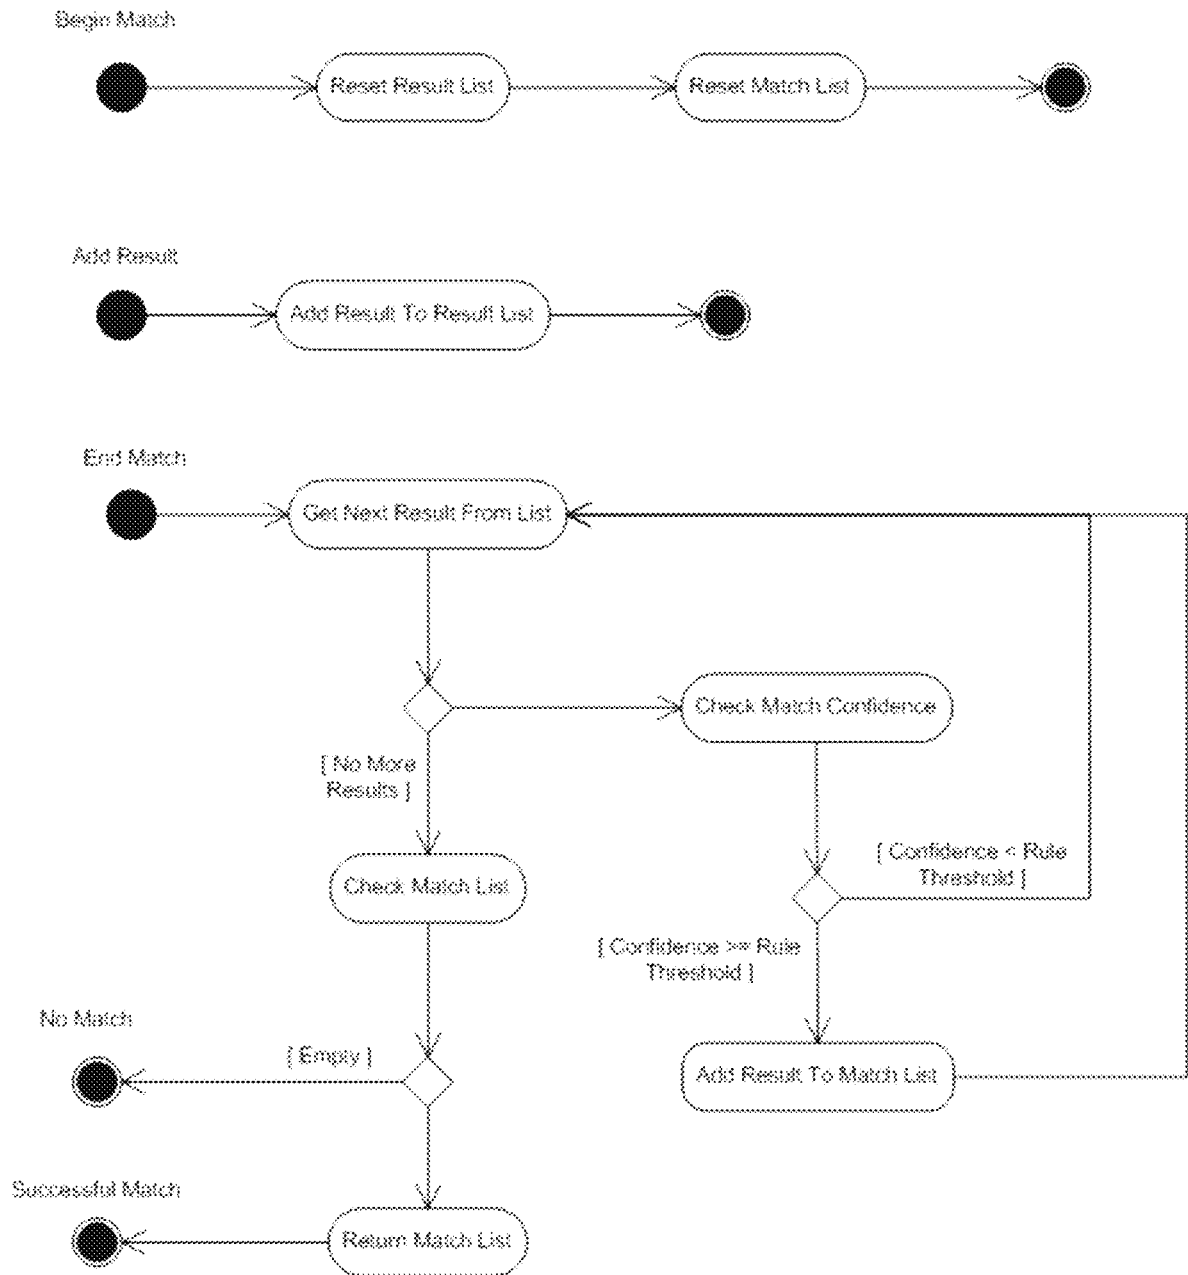 Begin Match
Reset Result List
Reset Match List
Add Result
Add Result To Result List
End Match
Get Next Result From List
Check Match Confidence
[ No More
Results ]
[ Confidence < Rule
Threshold ]
Check Match List
[ Confidence >= Rule
Threshold ]
No Match
[ Empty ]
Add Result To Match List
Successful Match
Return Match List